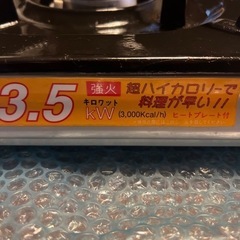 3.5
強火
キロワット
kW
(3,000Kcal/h)
超ハイカロリーで
料理が早い!!
ヒートプレート付